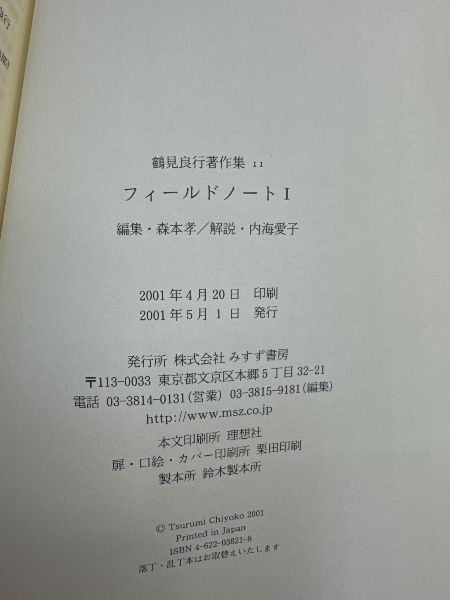 鶴見良行著作集 11
フィールドノート I
編集・森本孝／解説・内海愛子
2001年4月20日 印刷
2001年5月1日 発行
発行所 株式会社 みすず書房
〒113-0033 東京都文京区本郷5丁目32-21
電話 03-3814-0131(営業) 03-3815-9181(編集)
http://www.msz.co.jp
本文印刷所 理想社
扉・口絵・カバー印刷所 栗田印刷
製本所 鈴木製本所
© Tsurumi Chiyoko 2001
Printed in Japan
ISBN 4-622-03821-8
落丁・乱丁本はお取替えいたします